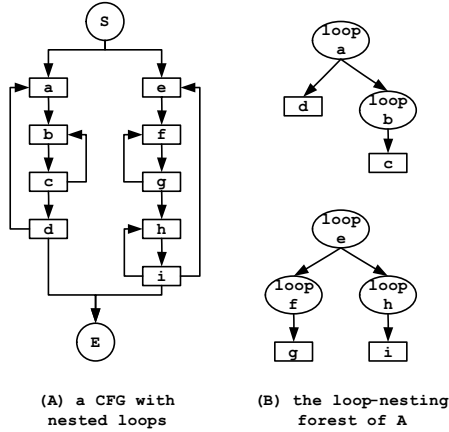 S
a
e
b
f
c
g
d
h
i
E
(A) a CFG with
nested loops
loop
a
d
loop
b
c
loop
e
loop
f
loop
h
g
i
(B) the loop-nesting
forest of A